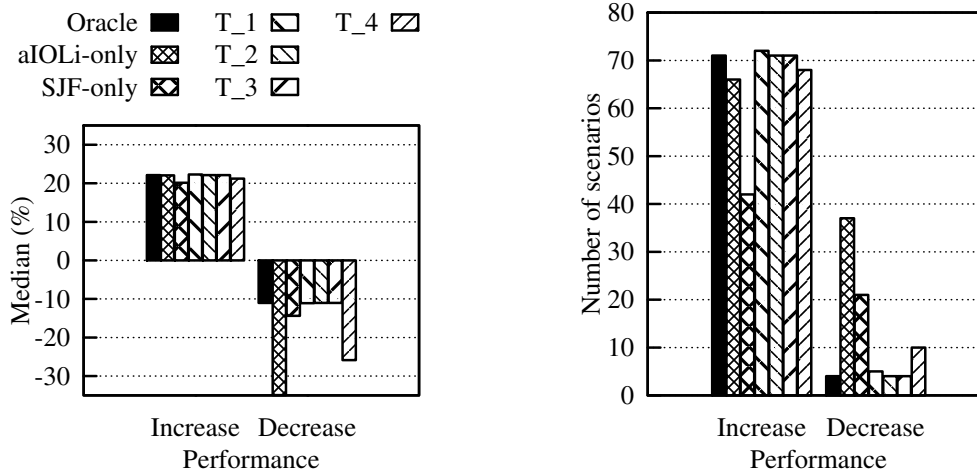 Oracle T_1 T_4
aIOLi-only T_2
SJF-only T_3
30
20
10
0
-10
-20
-30
Median (%)
Increase Decrease
Performance
80
70
60
50
40
30
20
10
0
Number of scenarios
Increase Decrease
Performance